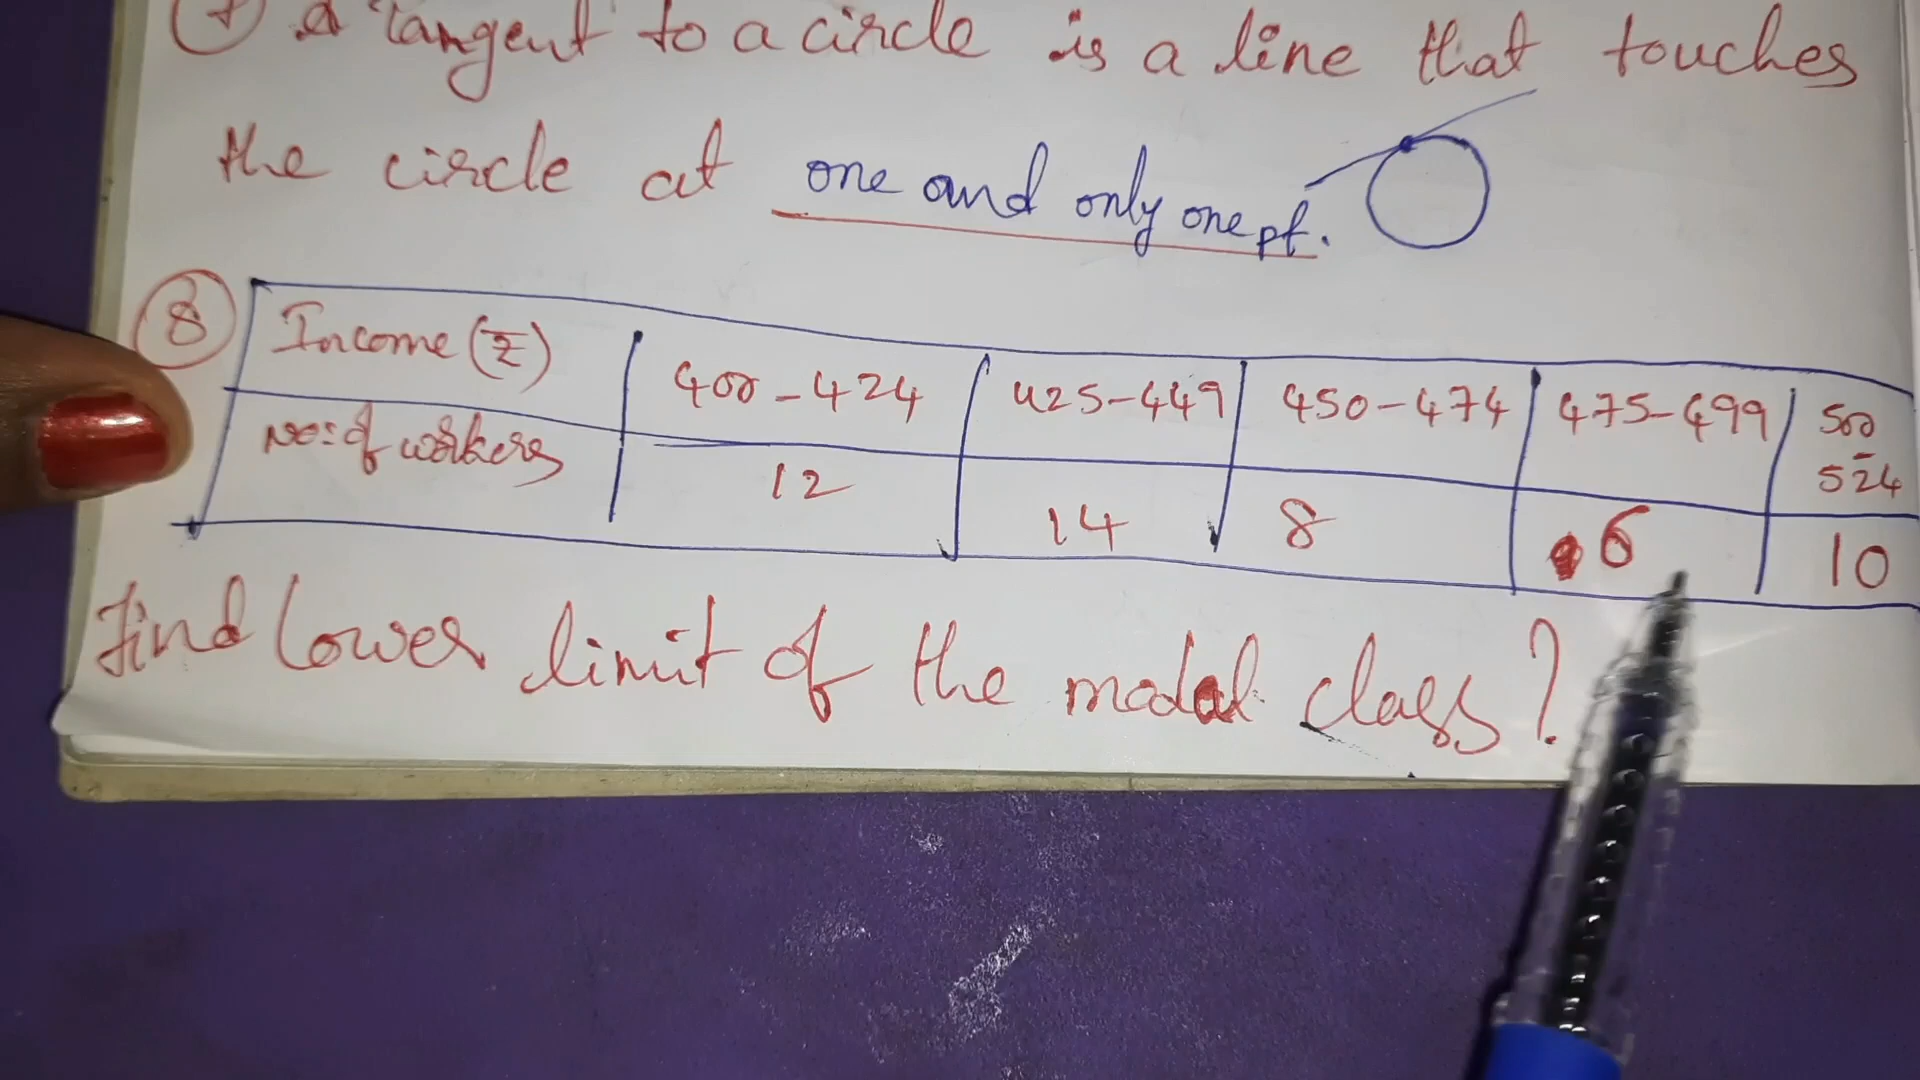 7 A tangent to a circle is a line that touches
the circle at one and only one pt.
8 Income (₹) 400-424 425-449 450-474 475-499 500-524
No: of workers 12 14 8 6 10
Find lower limit of the modal class?